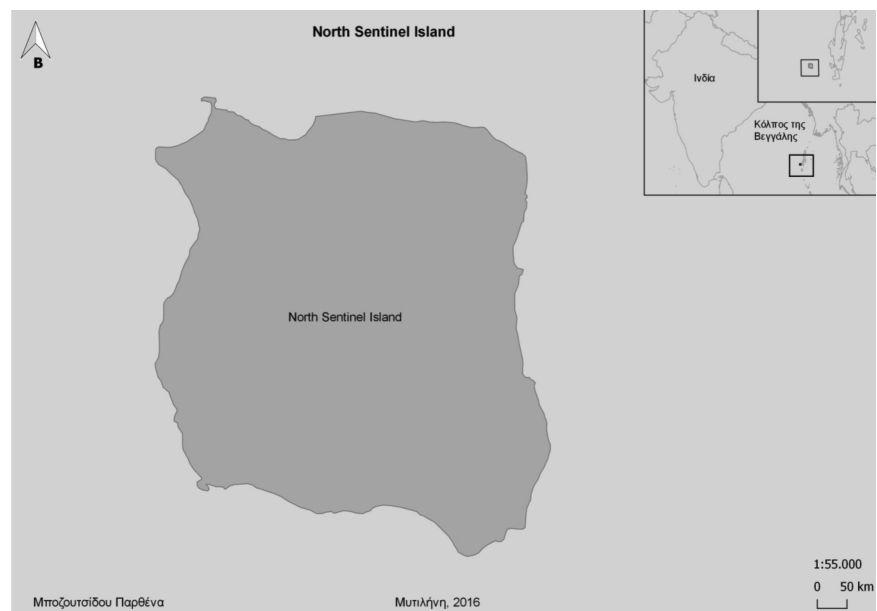 North Sentinel Island
Β
Ινδία
Κόλπος της
Βεγγάλης
North Sentinel Island
1:55.000
0 50 km
Μποζουτσίδου Παρθένα
Μυτιλήνη, 2016